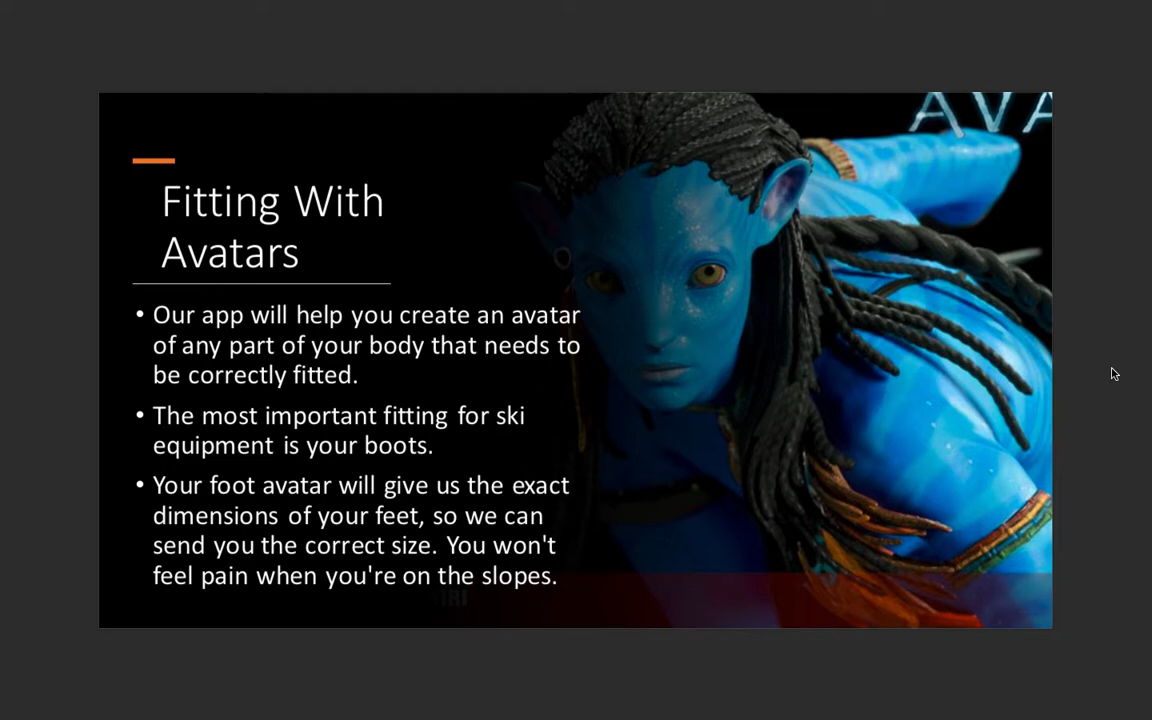 AVA
Fitting With
Avatars
• Our app will help you create an avatar
of any part of your body that needs to
be correctly fitted.
• The most important fitting for ski
equipment is your boots.
• Your foot avatar will give us the exact
dimensions of your feet, so we can
send you the correct size. You won't
feel pain when you're on the slopes.